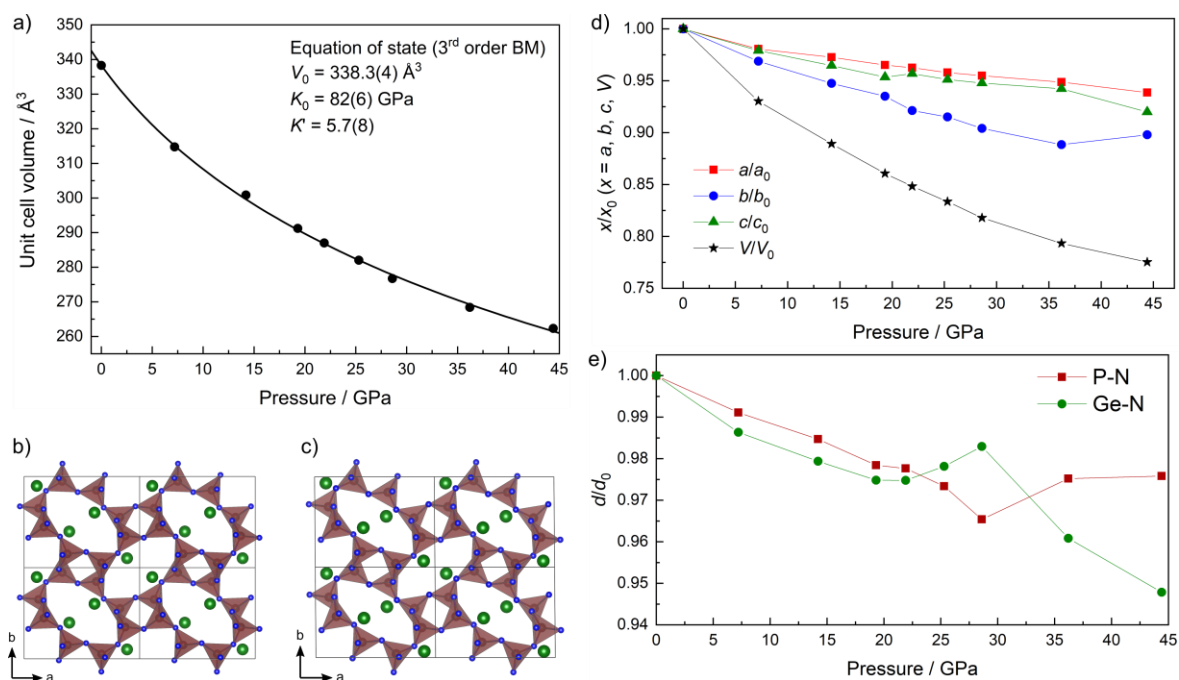 a)
Equation of state (3rd order BM)
V0 = 338.3(4) Å3
K0 = 82(6) GPa
K' = 5.7(8)
Unit cell volume / Å3
350
340
330
320
310
300
290
280
270
260
0 5 10 15 20 25 30 35 40 45
Pressure / GPa
b)
b
a
c)
b
a
d)
x/x0 (x = a, b, c, V)
1.00
0.95
0.90
0.85
0.80
0.75
a/a0
b/b0
c/c0
V/V0
0 5 10 15 20 25 30 35 40 45
Pressure / GPa
e)
d/d0
1.00
0.99
0.98
0.97
0.96
0.95
0.94
P-N
Ge-N
0 5 10 15 20 25 30 35 40 45
Pressure / GPa